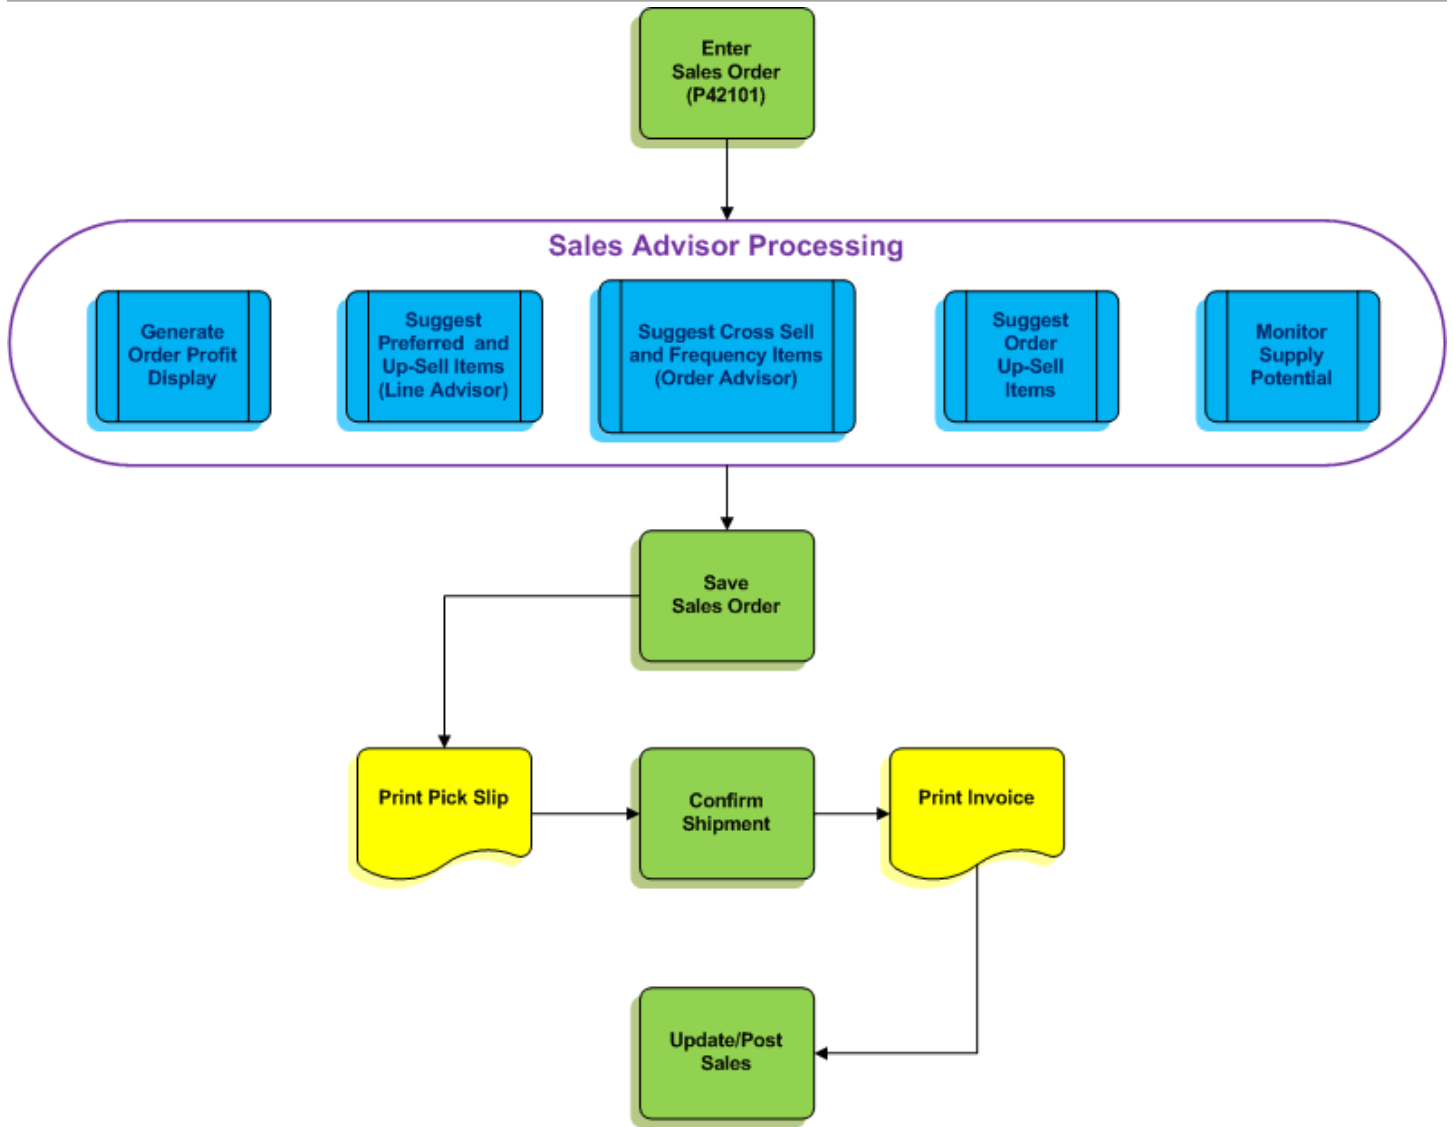 Enter
Sales Order
(P42101)
Sales Advisor Processing
Generate
Order Profit
Display
Suggest
Preferred and
Up-Sell Items
(Line Advisor)
Suggest Cross Sell
and Frequency Items
(Order Advisor)
Suggest
Order
Up-Sell
Items
Monitor
Supply
Potential
Save
Sales Order
Print Pick Slip
Confirm
Shipment
Print Invoice
Update/Post
Sales